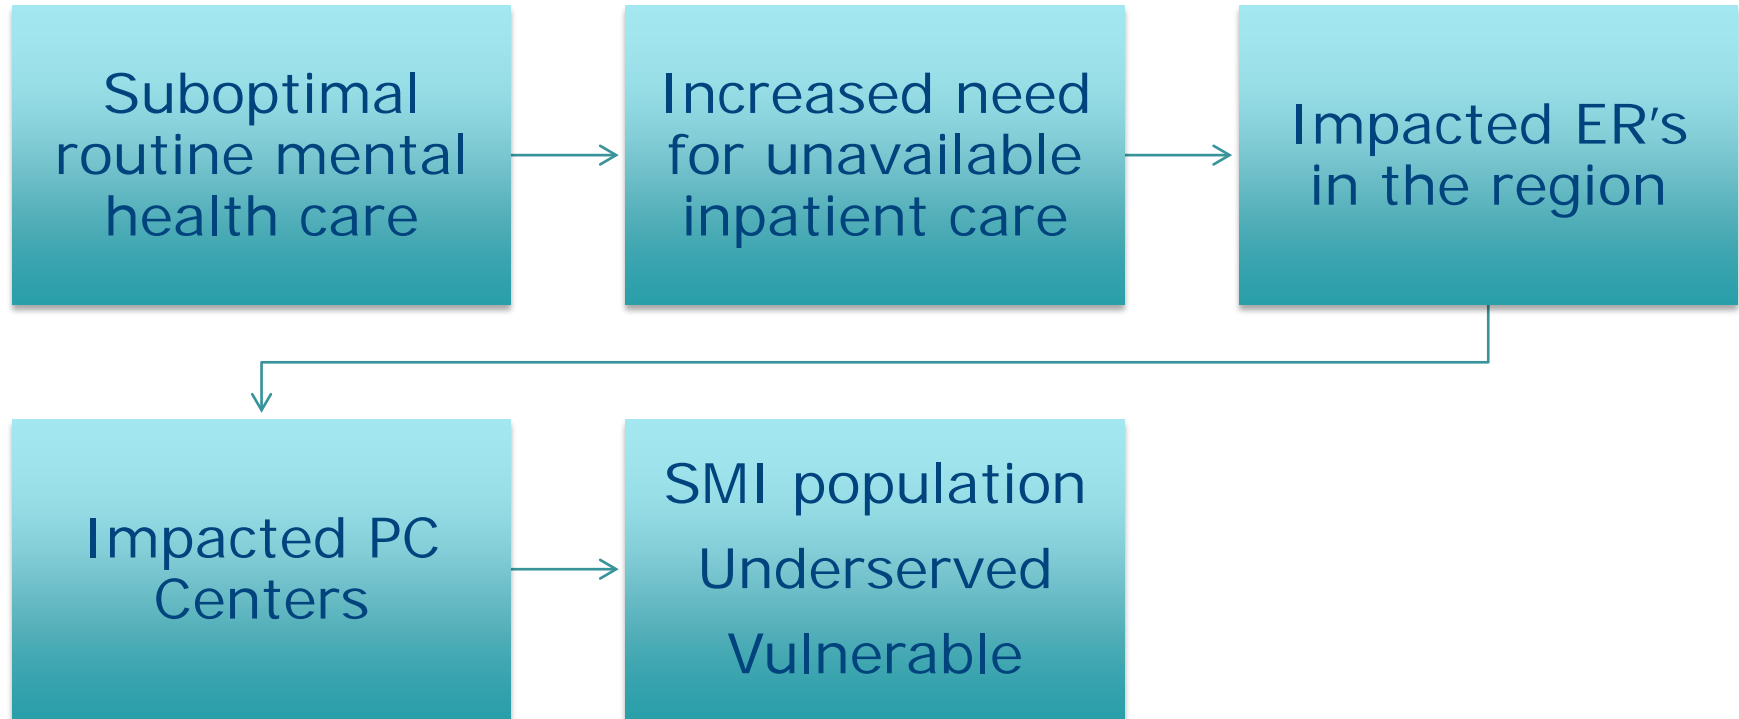 Suboptimal
routine mental
health care
Increased need
for unavailable
inpatient care
Impacted ER's
in the region
Impacted PC
Centers
SMI population
Underserved
Vulnerable